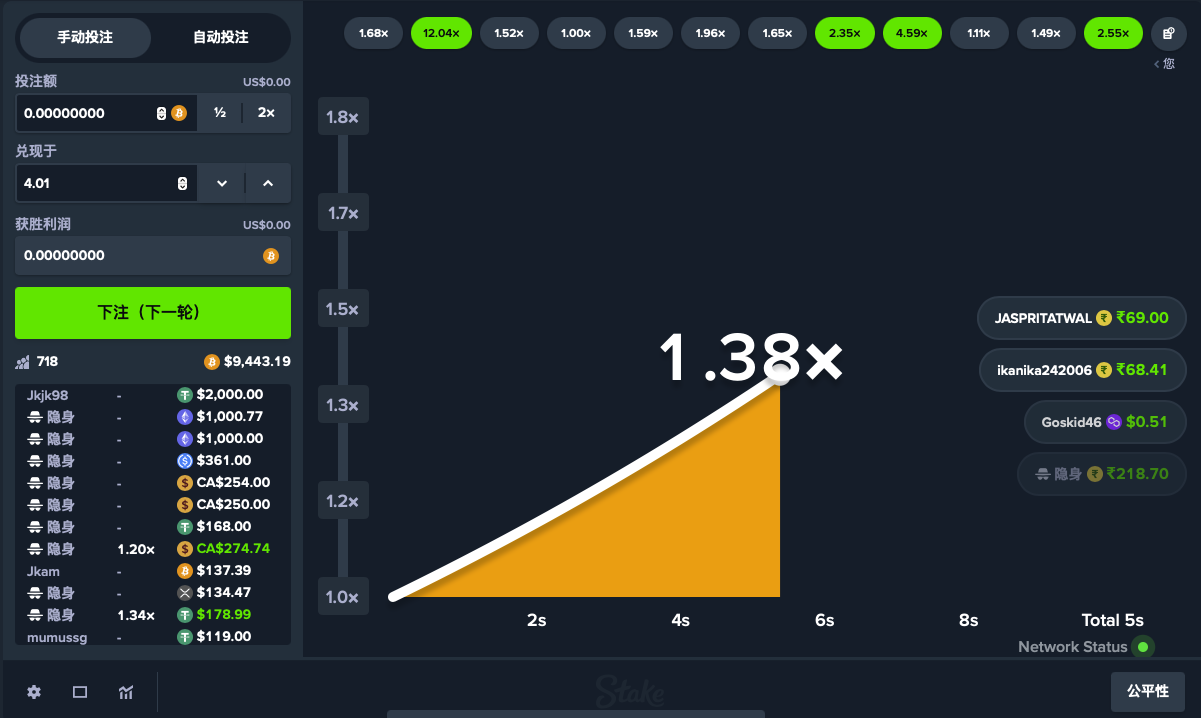 手动投注 自动投注
投注额 US$0.00
0.00000000 ½ 2×
兑现于
4.01
获胜利润 US$0.00
0.00000000
下注（下一轮）
718 $9,443.19
Jkjk98 - $2,000.00
隐身 - $1,000.77
隐身 - $1,000.00
隐身 - $361.00
隐身 - CA$254.00
隐身 - CA$250.00
隐身 - $168.00
隐身 1.20× CA$274.74
Jkam - $137.39
隐身 - $134.47
隐身 1.34× $178.99
mumussg - $119.00
1.68× 12.04× 1.52× 1.00× 1.59× 1.96× 1.65× 2.35× 4.59× 1.11× 1.49× 2.55×
您
1.8×
1.7×
1.5×
1.3×
1.2×
1.0×
1.38×
JASPRITATWAL ₹69.00
ikanika242006 ₹68.41
Goskid46 $0.51
隐身 ₹218.70
2s 4s 6s 8s Total 5s
Network Status
Stake
公平性